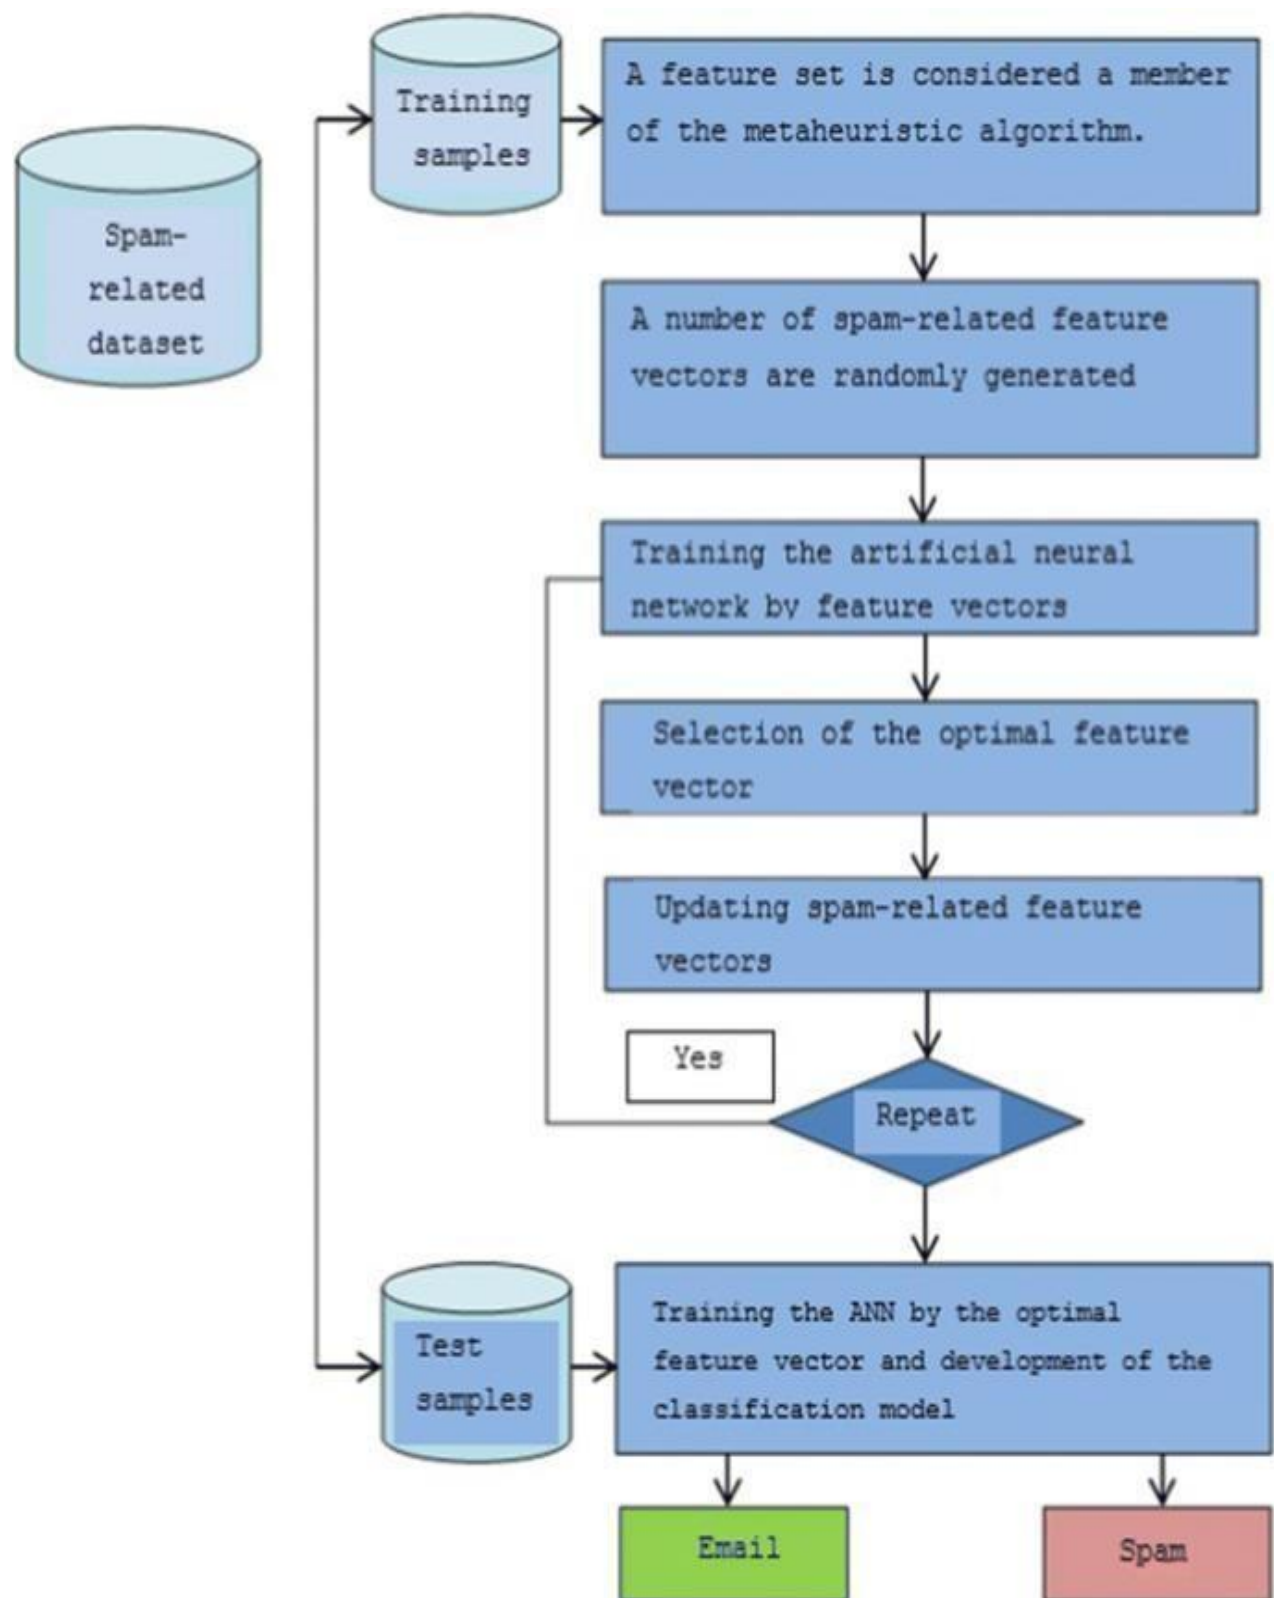 Training
samples
A feature set is considered a member
of the metaheuristic algorithm.
Spam-
related
dataset
A number of spam-related feature
vectors are randomly generated
Training the artificial neural
network by feature vectors
Selection of the optimal feature
vector
Updating spam-related feature
vectors
Yes
Repeat
Test
samples
Training the ANN by the optimal
feature vector and development of the
classification model
Email
Spam